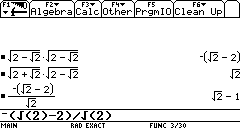 F1 F2 Algebra F3 Calc F4 Other F5 PrgmIO F6 Clean Up
√2 - √2 · √2 - √2 -(√2 - 2)
√2 + √2 · √2 - √2 √2
-(√2 - 2) / √2 √2 - 1
-(√(2)-2)/√(2)
MAIN RAD EXACT FUNC 3/30